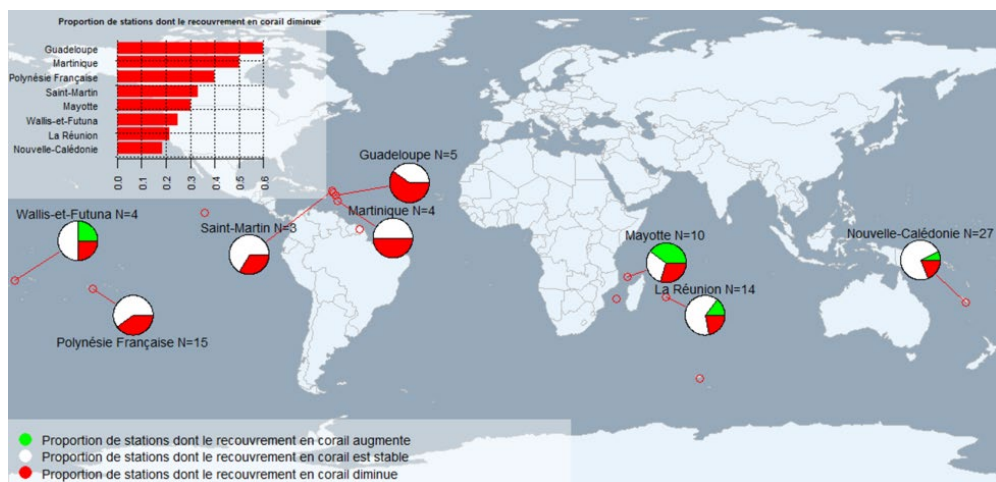 Proportion de stations dont le recouvrement en corail diminue
Guadeloupe
Martinique
Polynésie Française
Saint-Martin
Mayotte
Wallis-et-Futuna
La Réunion
Nouvelle-Calédonie
0.0 0.1 0.2 0.3 0.4 0.5 0.6
Guadeloupe N=5
Wallis-et-Futuna N=4
Saint-Martin N=3
Martinique N=4
Mayotte N=10
Nouvelle-Calédonie N=27
La Réunion N=14
Polynésie Française N=15
Proportion de stations dont le recouvrement en corail augmente
Proportion de stations dont le recouvrement en corail est stable
Proportion de stations dont le recouvrement en corail diminue